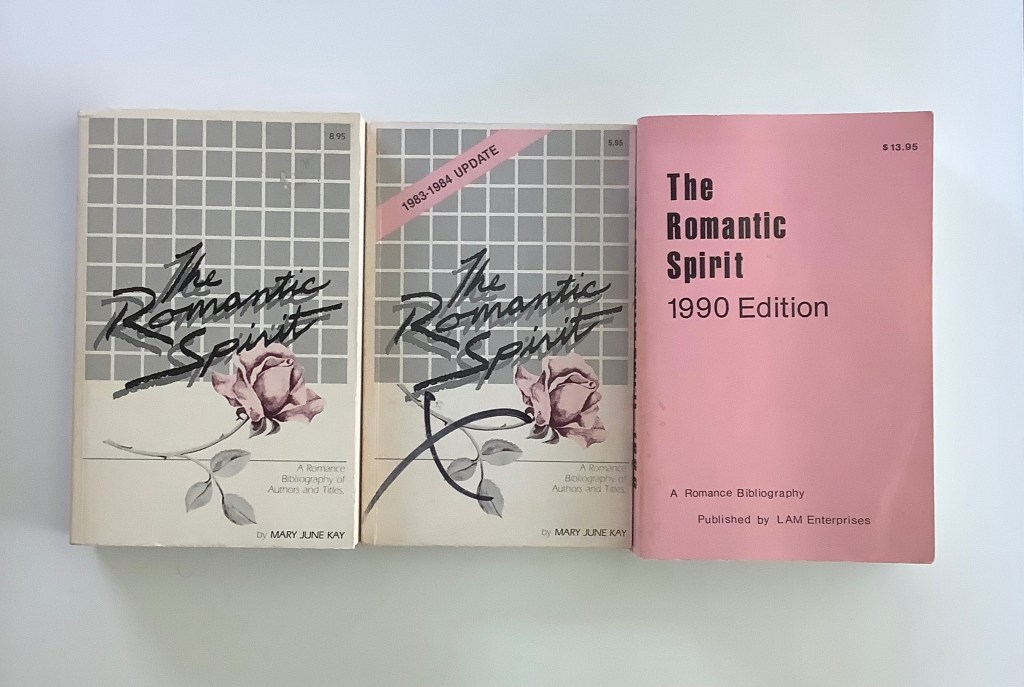 8.95
The
Romantic
Spirit
A Romance
Bibliography of
Authors and Titles,
by MARY JUNE KAY
5.95
1983-1984 UPDATE
The
Romantic
Spirit
A Romance
Bibliography of
Authors and Titles,
by MARY JUNE KAY
$13.95
The
Romantic
Spirit
1990 Edition
A Romance Bibliography
Published by LAM Enterprises